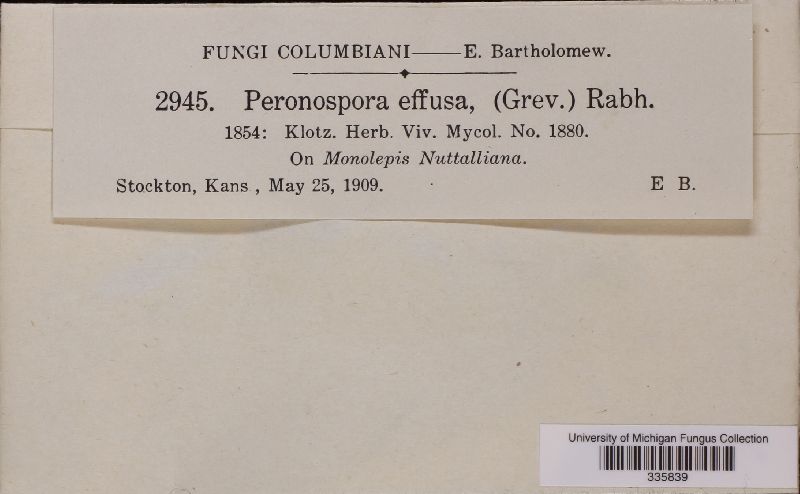 FUNGI COLUMBIANI——E. Bartholomew.
2945. Peronospora effusa, (Grev.) Rabh.
1854: Klotz. Herb. Viv. Mycol. No. 1880.
On Monolepis Nuttalliana.
Stockton, Kans , May 25, 1909. E B.
University of Michigan Fungus Collection
335839